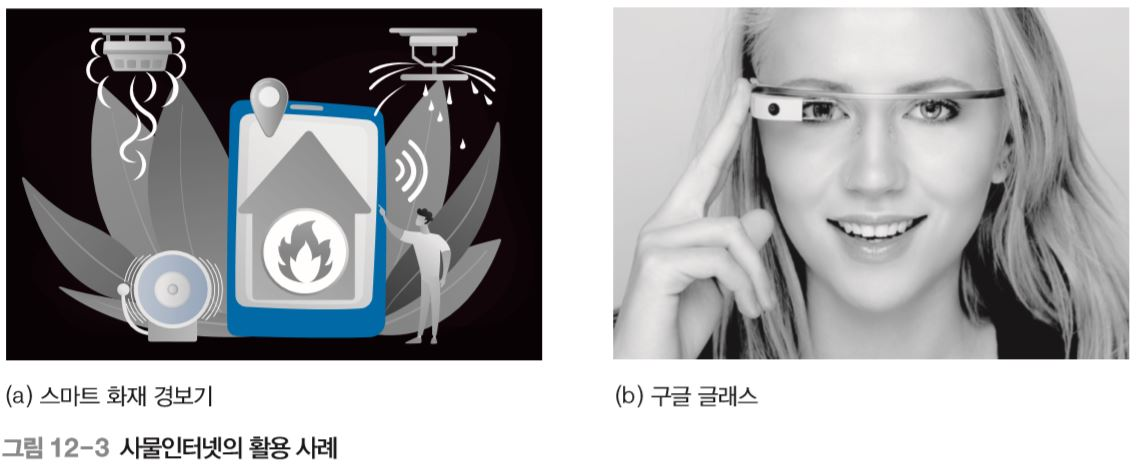 (a) 스마트 화재 경보기
(b) 구글 글래스
그림 12-3 사물인터넷의 활용 사례